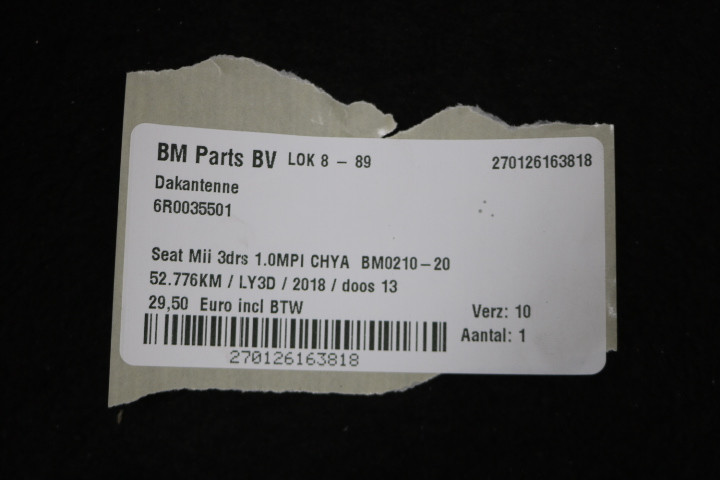 BM Parts BV LOK 8 - 89 270126163818
Dakantenne
6R0035501
Seat Mii 3drs 1.0MPI CHYA BM0210-20
52.776KM / LY3D / 2018 / doos 13
29,50 Euro incl BTW Verz: 10
Aantal: 1
270126163818